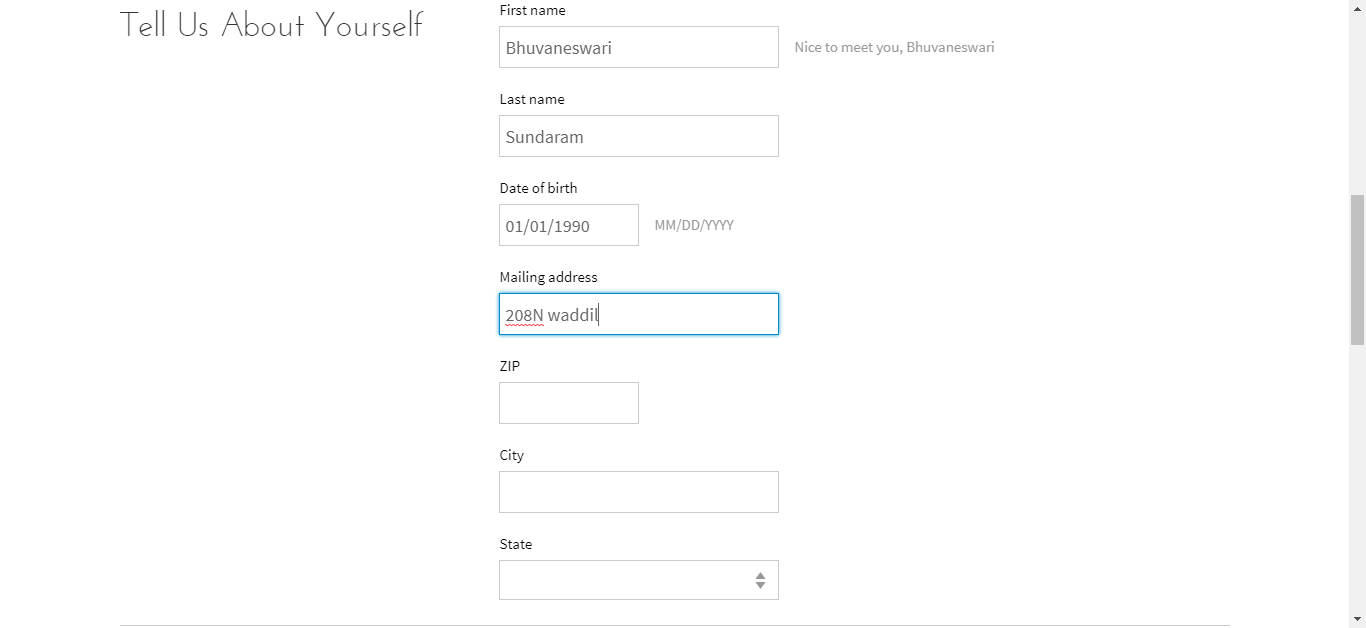 Tell Us About Yourself
First name
Bhuvaneswari
Nice to meet you, Bhuvaneswari
Last name
Sundaram
Date of birth
01/01/1990
MM/DD/YYYY
Mailing address
208N waddil
ZIP
City
State